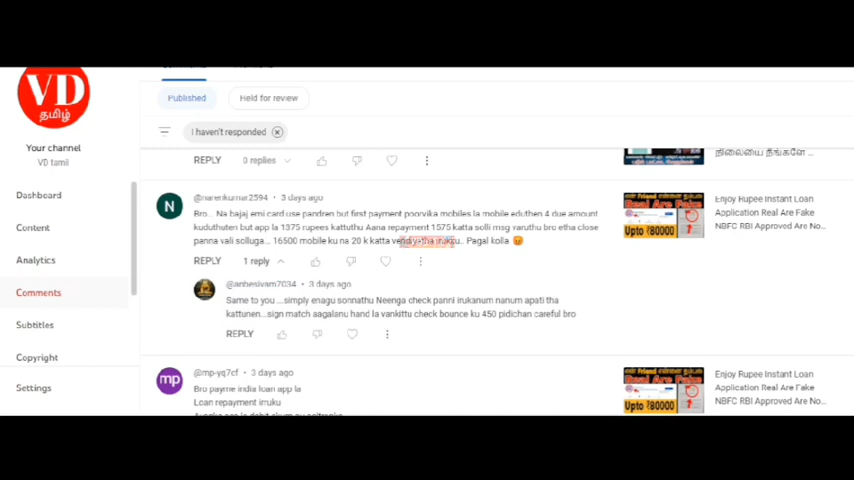 VD
தமிழ்
Your channel
VD tamil
Dashboard
Content
Analytics
Comments
Subtitles
Copyright
Settings
Published
Held for review
I haven't responded
REPLY 0 replies
நிலையை நீங்களே ...
@narenkumar2594 • 3 days ago
Bro... Na bajaj emi card use pandren but first payment poorvika mobiles la mobile eduthen 4 due amount
kuduthuten but app la 1375 rupees kattuthu Aana repayment 1575 katta solli msg varuthu bro etha close
panna vali solluga... 16500 mobile ku na 20 k katta irukku.. Pagal kolla 😡
REPLY 1 reply
Enjoy Rupee Instant Loan
Application Real Are Fake
NBFC RBI Approved Are No...
Real Are Fake
Upto ₹80000
@anbesivam7034 • 3 days ago
Same to you ...simply enagu sonnathu Neenga check panni irukanum nanum apati tha
kattunen...sign match aagalanu hand la vankittu check bounce ku 450 pidichan careful bro
REPLY
mp
@mp-yq7cf • 3 days ago
Bro payme india loan app la
Loan repayment irruku
Enjoy Rupee Instant Loan
Application Real Are Fake
NBFC RBI Approved Are No...
Real Are Fake
Upto ₹80000